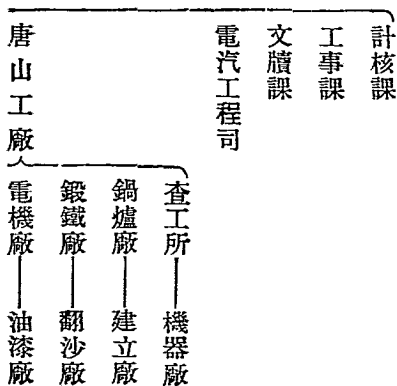 計核課
工事課
文牘課
電汽工程司
唐山工廠
查工所——機器廠
鍋爐廠——建立廠
鍛鐵廠——翻沙廠
電機廠——油漆廠